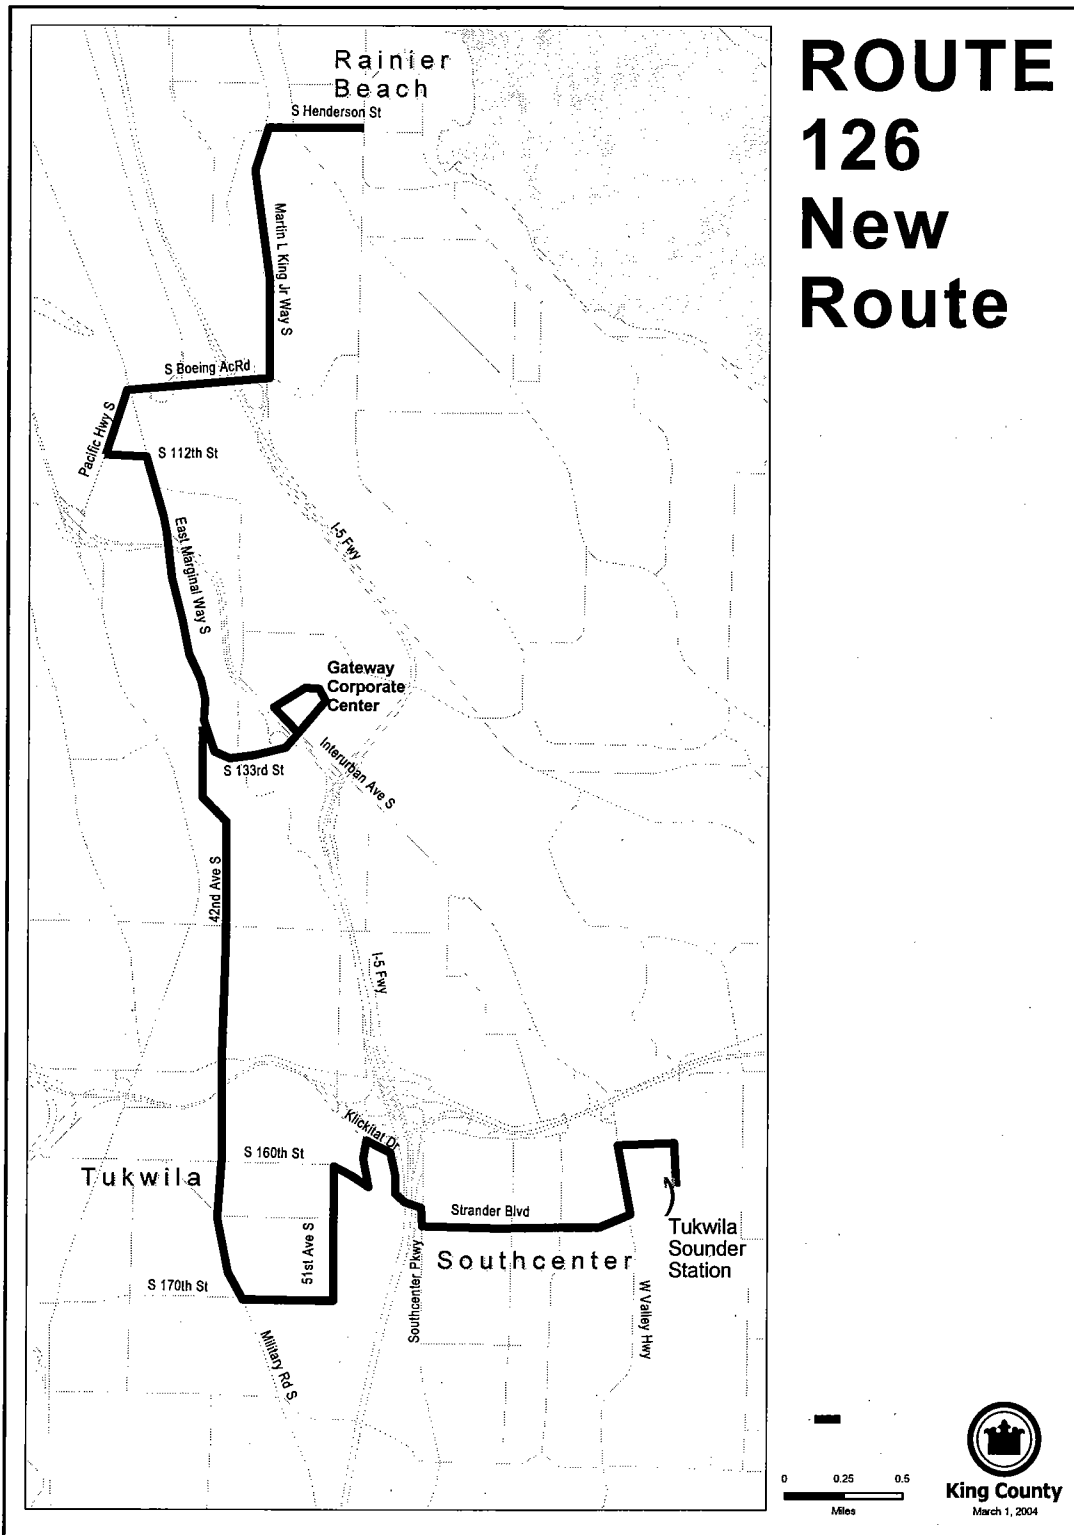 ROUTE
126
New
Route
Rainier
Beach
S Henderson St
Martin L King Jr Way S
S Boeing AcRd
Pacific Hwy S
S 112th St
East Marginal Way S
I-5 Fwy
Gateway
Corporate
Center
Interurban Ave S
S 133rd St
42nd Ave S
I-5 Fwy
Klickitat Dr
S 160th St
Tukwila
51st Ave S
Strander Blvd
Southcenter
Tukwila
Sounder
Station
S 170th St
Southcenter Pkwy
W Valley Hwy
Military Rd S
0 0.25 0.5
Miles
King County
March 1, 2004